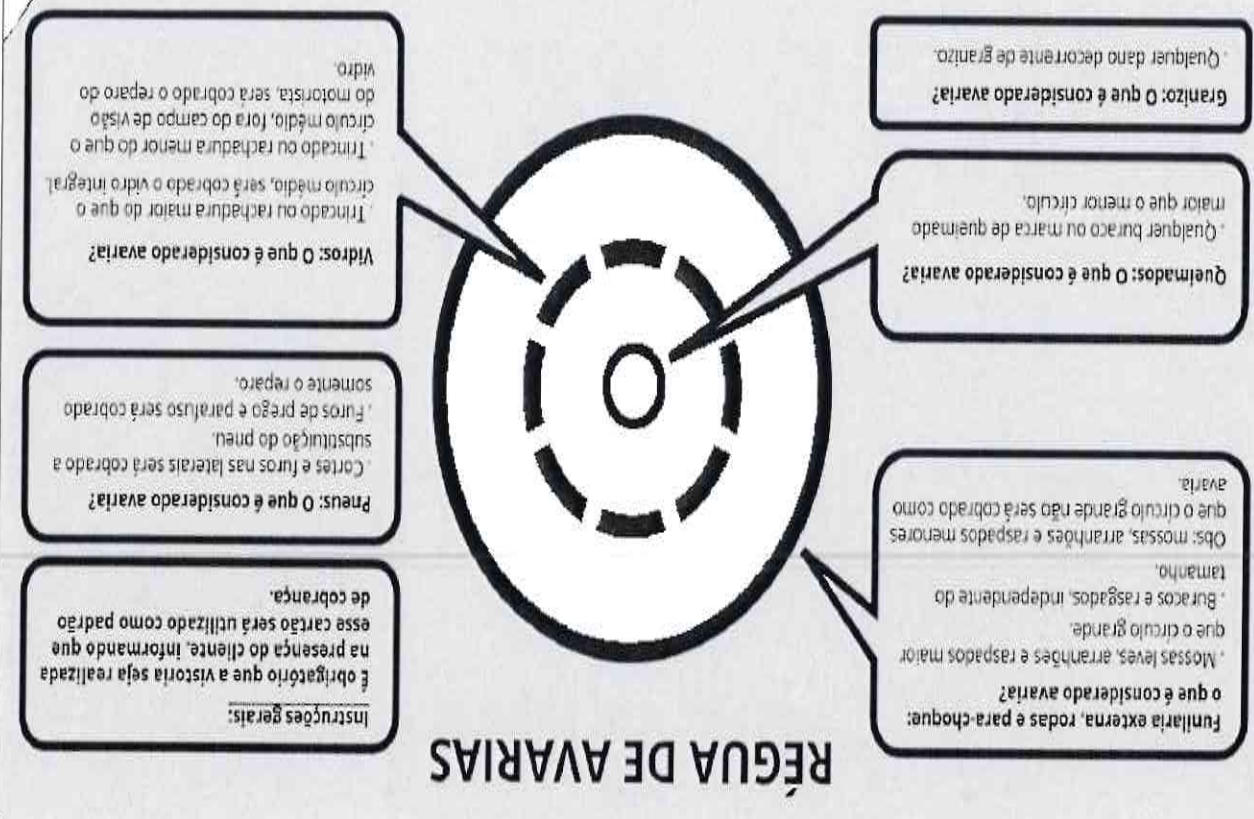 RÉGUA DE AVARIAS
Funilaria externa, rodas e para-choque:
o que é considerado avaria?
. Mossas leves, arranhões e raspados maior
que o círculo grande.
. Buracos e rasgados, independente do
tamanho.
Obs: mossas, arranhões e raspados menores
que o círculo grande não será cobrado como
avaria.
Queimados: O que é considerado avaria?
. Qualquer buraco ou marca de queimado
maior que o menor círculo.
Granizo: O que é considerado avaria?
. Qualquer dano decorrente de granizo.
Instruções gerais:
É obrigatório que a vistoria seja realizada
na presença do cliente, informando que
esse cartão será utilizado como padrão
de cobrança.
Pneus: O que é considerado avaria?
. Cortes e furos nas laterais será cobrado a
substituição do pneu.
. Furos de prego e parafuso será cobrado
somente o reparo.
Vidros: O que é considerado avaria?
. Trincado ou rachadura maior do que o
círculo médio, será cobrado o vidro integral.
. Trincado ou rachadura menor do que o
círculo médio, fora do campo de visão
do motorista, será cobrado o reparo do
vidro.